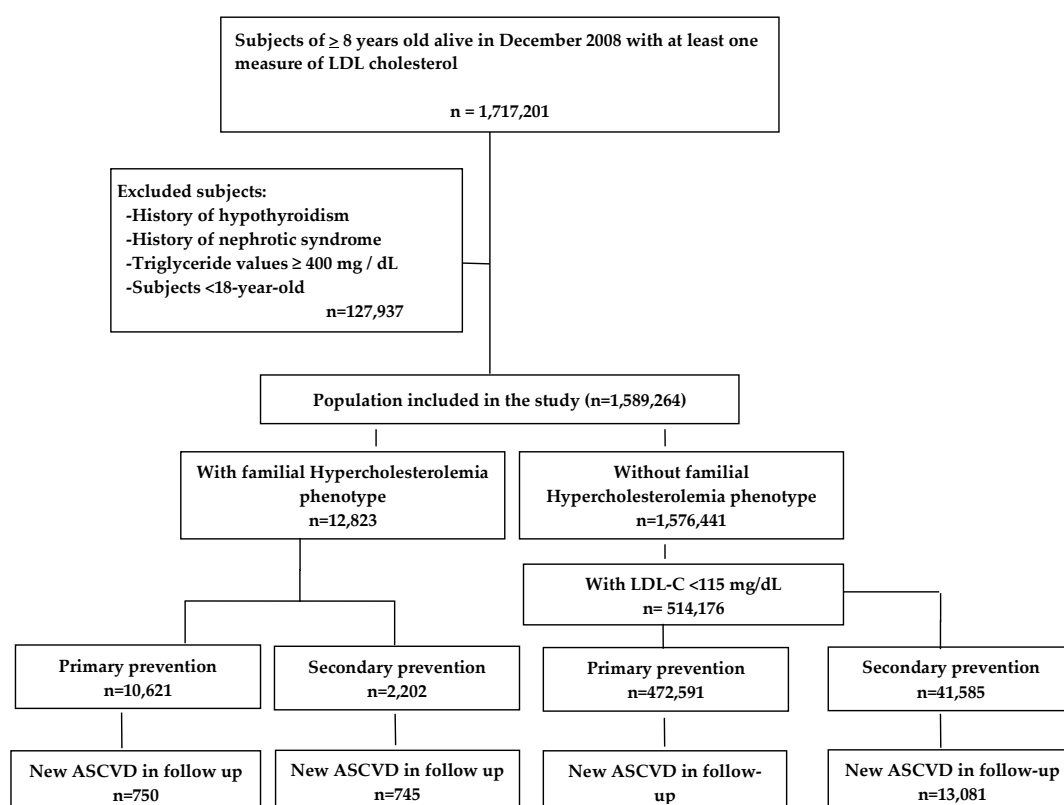 Subjects of ≥ 8 years old alive in December 2008 with at least one
measure of LDL cholesterol
n = 1,717,201
Excluded subjects:
-History of hypothyroidism
-History of nephrotic syndrome
-Triglyceride values ≥ 400 mg / dL
-Subjects <18-year-old
n=127,937
Population included in the study (n=1,589,264)
With familial Hypercholesterolemia
phenotype
n=12,823
Without familial
Hypercholesterolemia phenotype
n=1,576,441
With LDL-C <115 mg/dL
n= 514,176
Primary prevention
n=10,621
Secondary prevention
n=2,202
Primary prevention
n=472,591
Secondary prevention
n=41,585
New ASCVD in follow up
n=750
New ASCVD in follow up
n=745
New ASCVD in follow-
up
New ASCVD in follow-up
n=13,081